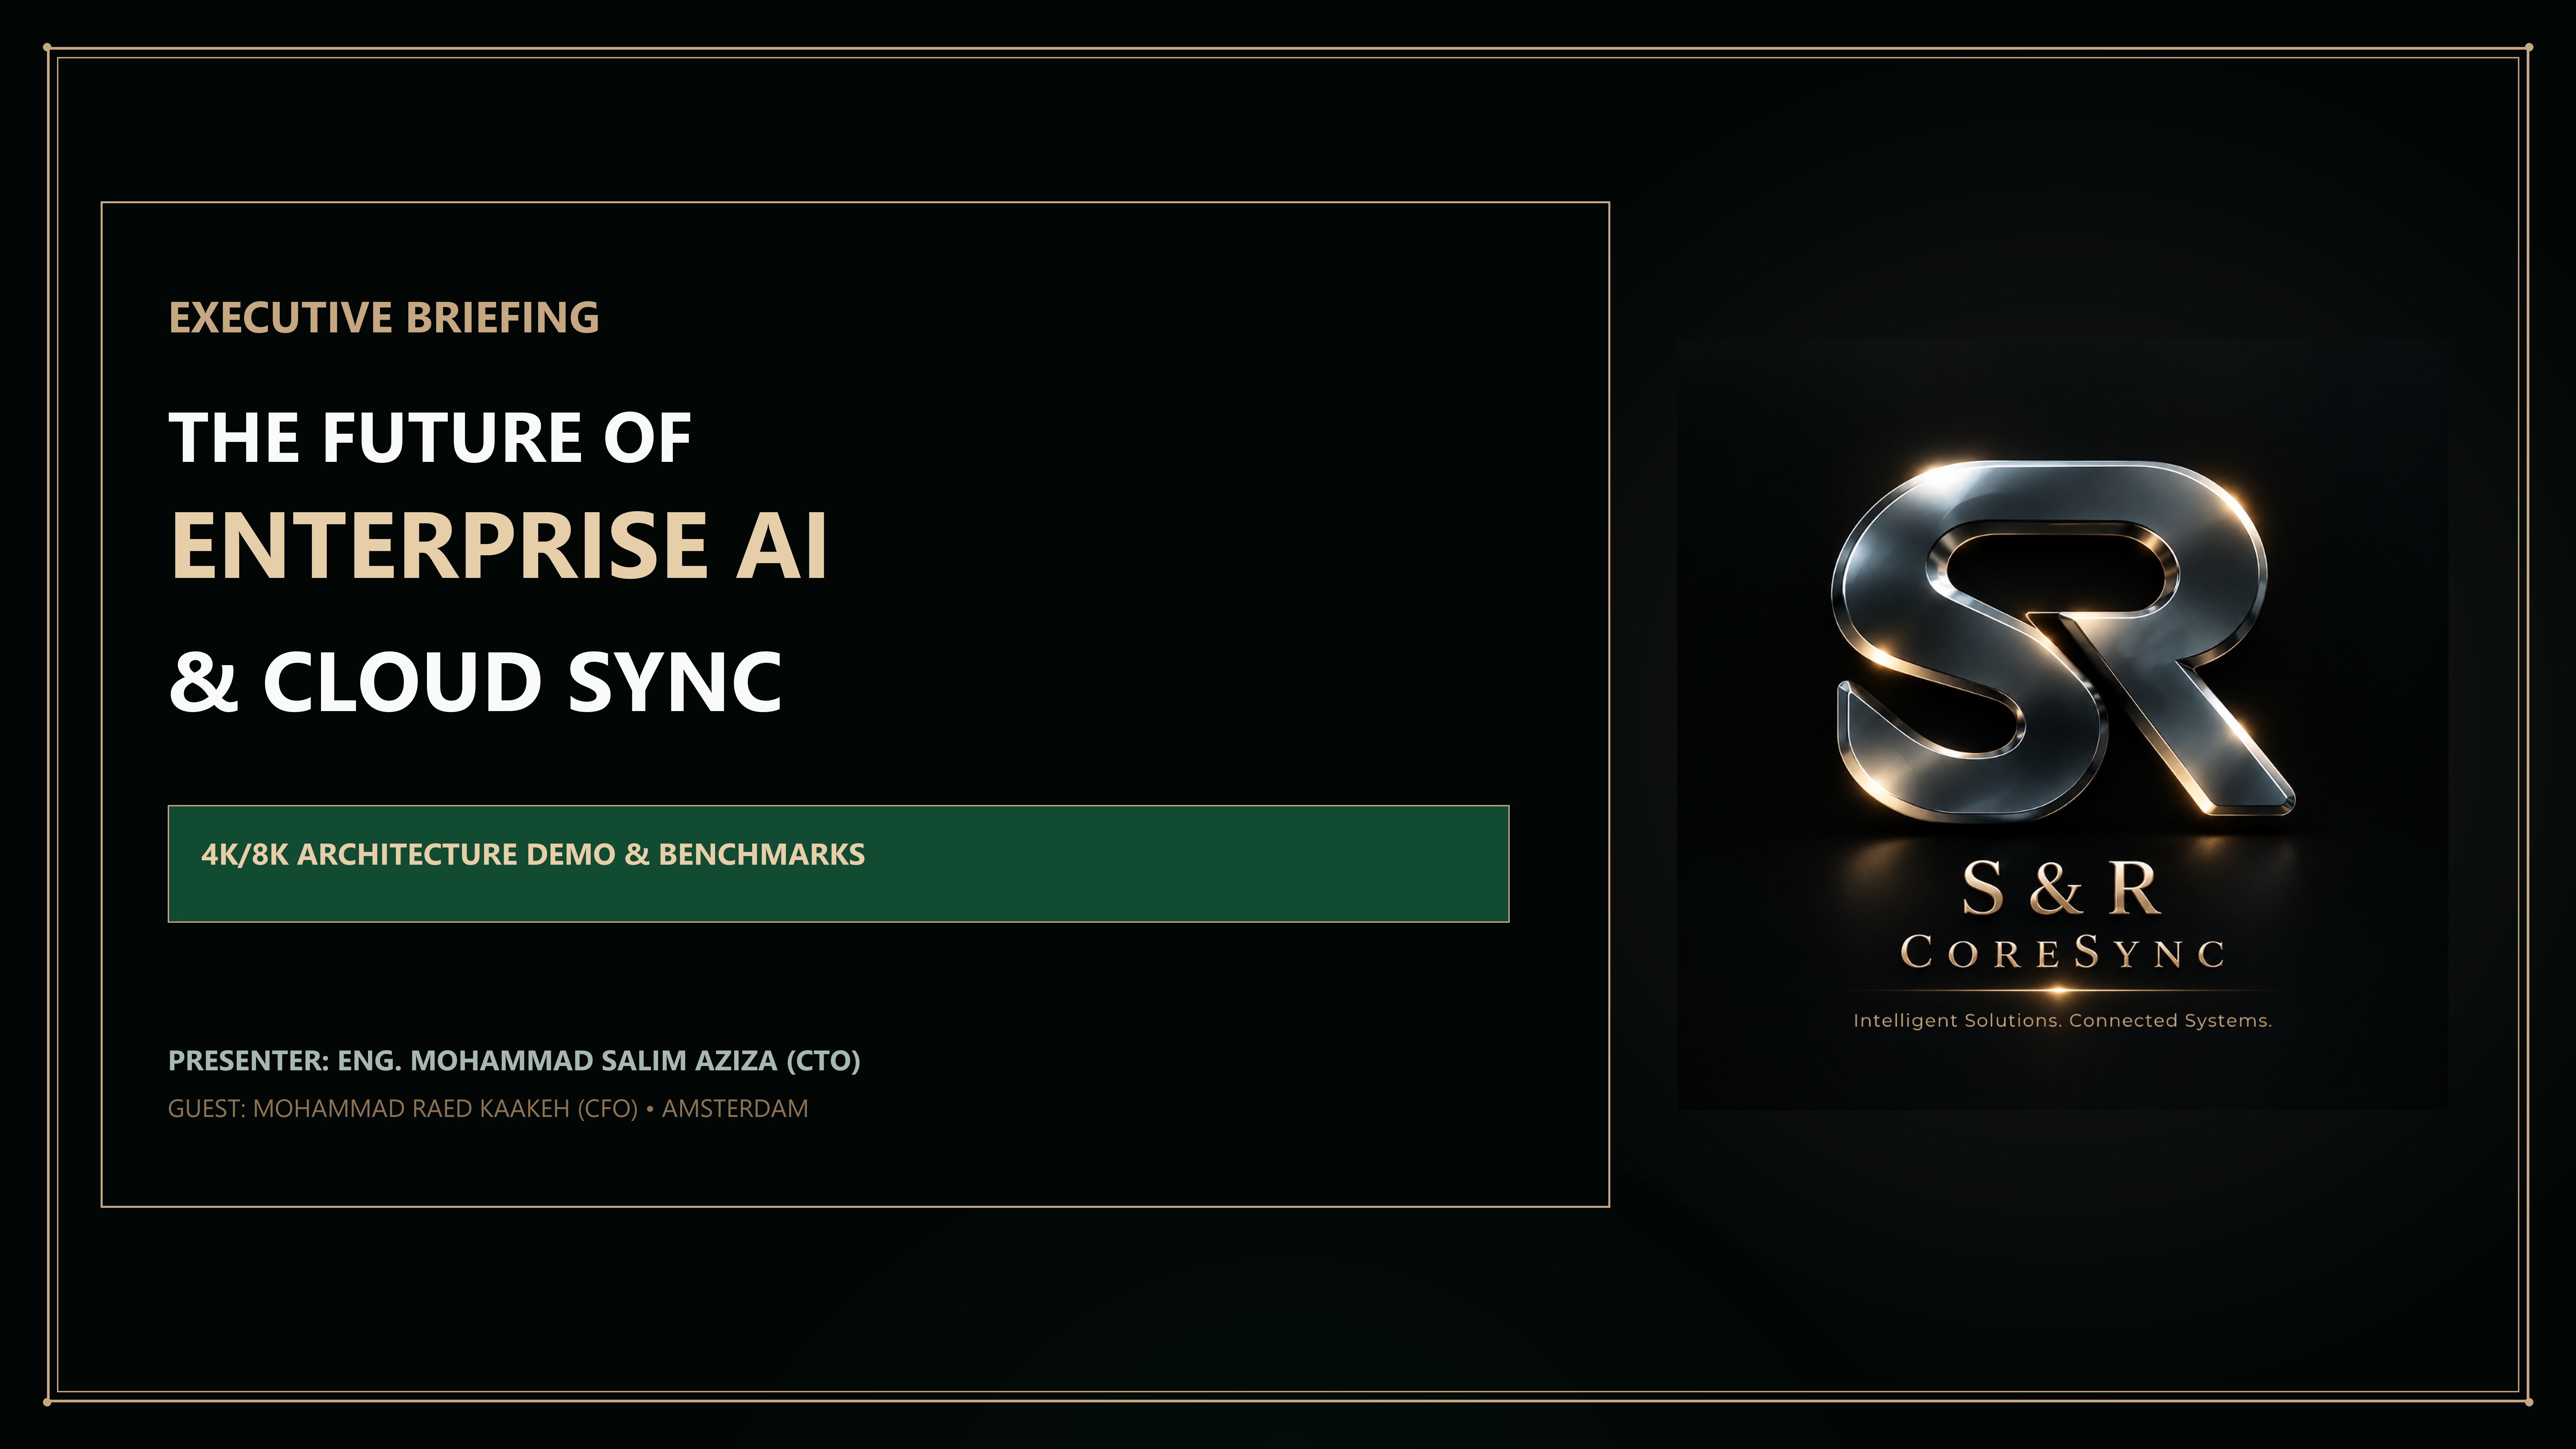 EXECUTIVE BRIEFING
THE FUTURE OF
ENTERPRISE AI
& CLOUD SYNC
4K/8K ARCHITECTURE DEMO & BENCHMARKS
PRESENTER: ENG. MOHAMMAD SALIM AZIZA (CTO)
GUEST: MOHAMMAD RAED KAAKEH (CFO) • AMSTERDAM
SR
S & R
CORESYNC
Intelligent Solutions. Connected Systems.